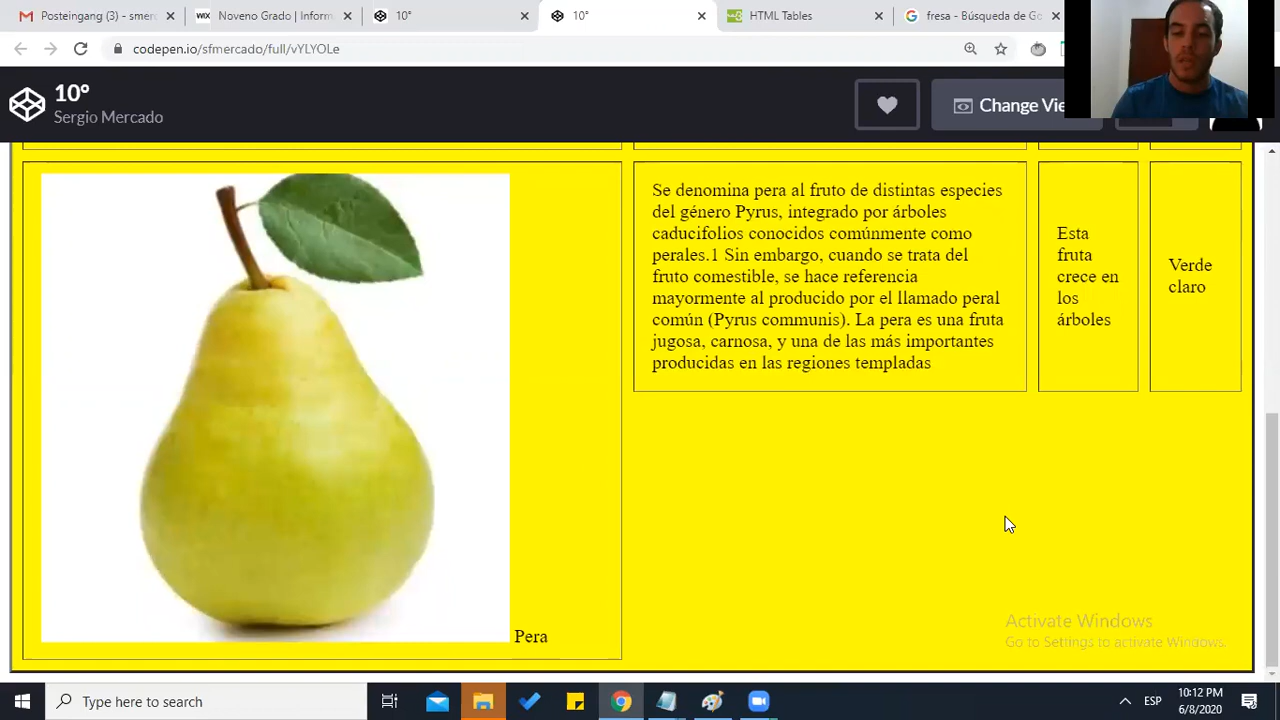 Posteingang (3) - smerc
WIX
Noveno Grado | Inform
10°
10°
HTML Tables
fresa - Búsqueda de Go
codepen.io/sfmercado/full/vYLYOLe
10°
Sergio Mercado
Change Vie
Se denomina pera al fruto de distintas especies
del género Pyrus, integrado por árboles
caducifolios conocidos comúnmente como
perales.1 Sin embargo, cuando se trata del
fruto comestible, se hace referencia
mayormente al producido por el llamado peral
común (Pyrus communis). La pera es una fruta
jugosa, carnosa, y una de las más importantes
producidas en las regiones templadas
Esta
fruta
crece en
los
árboles
Verde
claro
Pera
Activate Windows
Go to Settings to activate Windows.
Type here to search
ESP
10:12 PM
6/8/2020